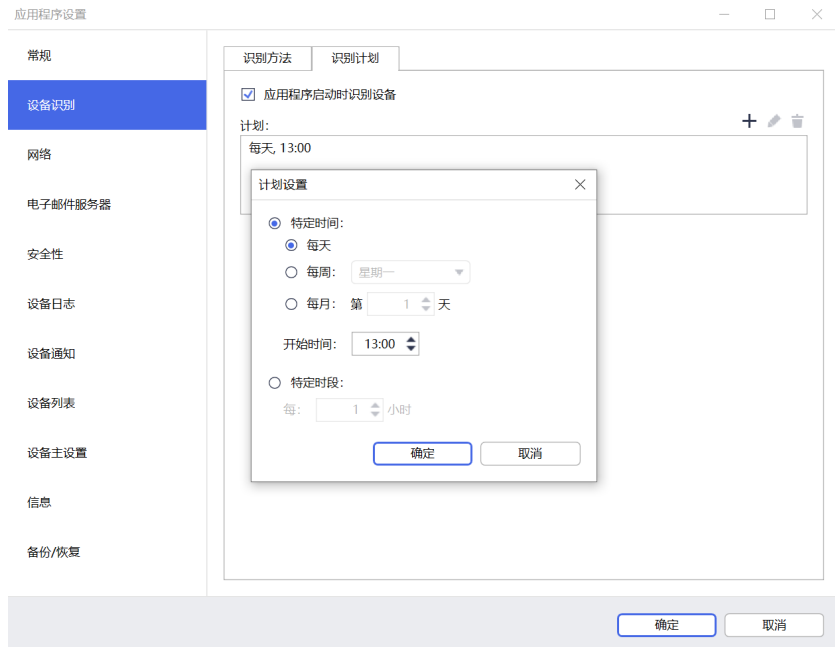 应用程序设置
常规
设备识别
网络
电子邮件服务器
安全性
设备日志
设备通知
设备列表
设备主设置
信息
备份/恢复
识别方法 识别计划
应用程序启动时识别设备
计划:
每天, 13:00
计划设置
特定时间:
每天
每周: 星期一
每月: 第 1 天
开始时间: 13:00
特定时段:
每: 1 小时
确定 取消
确定 取消